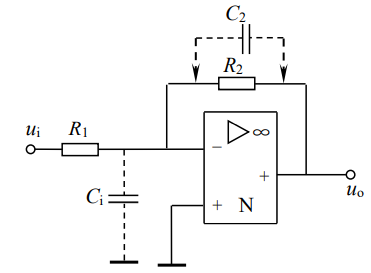 C₂
R₂
uᵢ R₁
▷ ∞
−
Cᵢ
+
uₒ
+ N